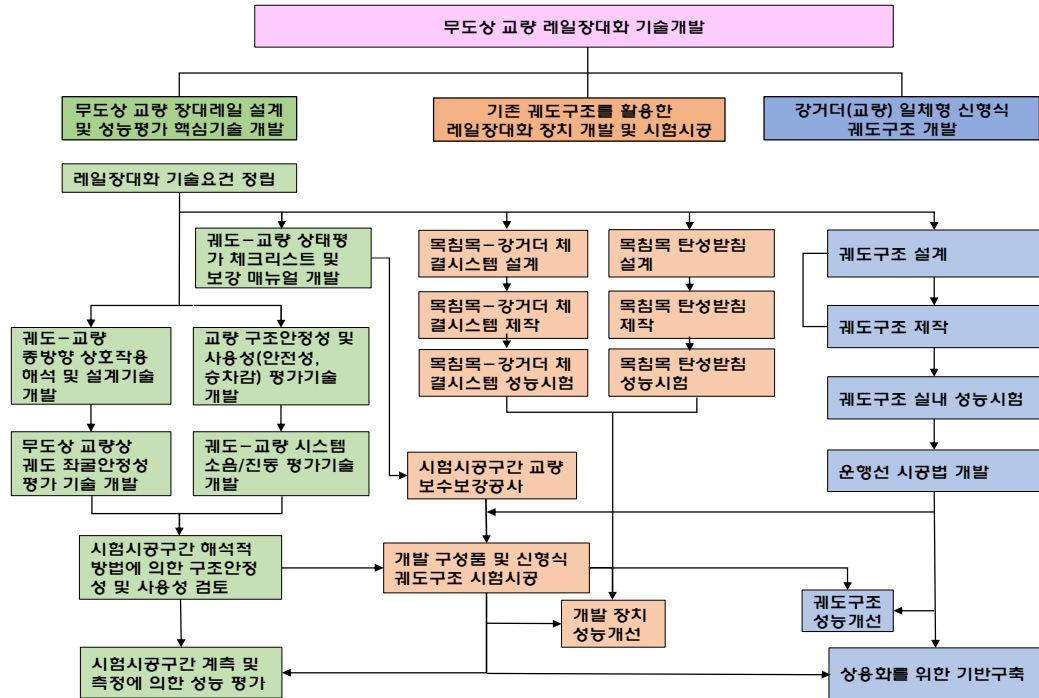 무도상 교량 레일장대화 기술개발
무도상 교량 장대레일 설계
및 성능평가 핵심기술 개발
기존 궤도구조를 활용한
레일장대화 장치 개발 및 시험시공
강거더(교량) 일체형 신형식
궤도구조 개발
레일장대화 기술요건 정립
궤도-교량 상태평
가 체크리스트 및
보강 매뉴얼 개발
목침목-강거더 체
결시스템 설계
목침목 탄성받침
설계
궤도구조 설계
목침목-강거더 체
결시스템 제작
목침목 탄성받침
제작
궤도구조 제작
궤도-교량
종방향 상호작용
해석 및 설계기술
개발
교량 구조안정성 및
사용성(안전성,
승차감) 평가기술
개발
목침목-강거더 체
결시스템 성능시험
목침목 탄성받침
성능시험
궤도구조 실내 성능시험
무도상 교량상
궤도 좌굴안정성
평가 기술 개발
궤도-교량 시스템
소음/진동 평가기술
개발
시험시공구간 교량
보수보강공사
운행선 시공법 개발
시험시공구간 해석적
방법에 의한 구조안정
성 및 사용성 검토
개발 구성품 및 신형식
궤도구조 시험시공
개발 장치
성능개선
궤도구조
성능개선
시험시공구간 계측 및
측정에 의한 성능 평가
상용화를 위한 기반구축